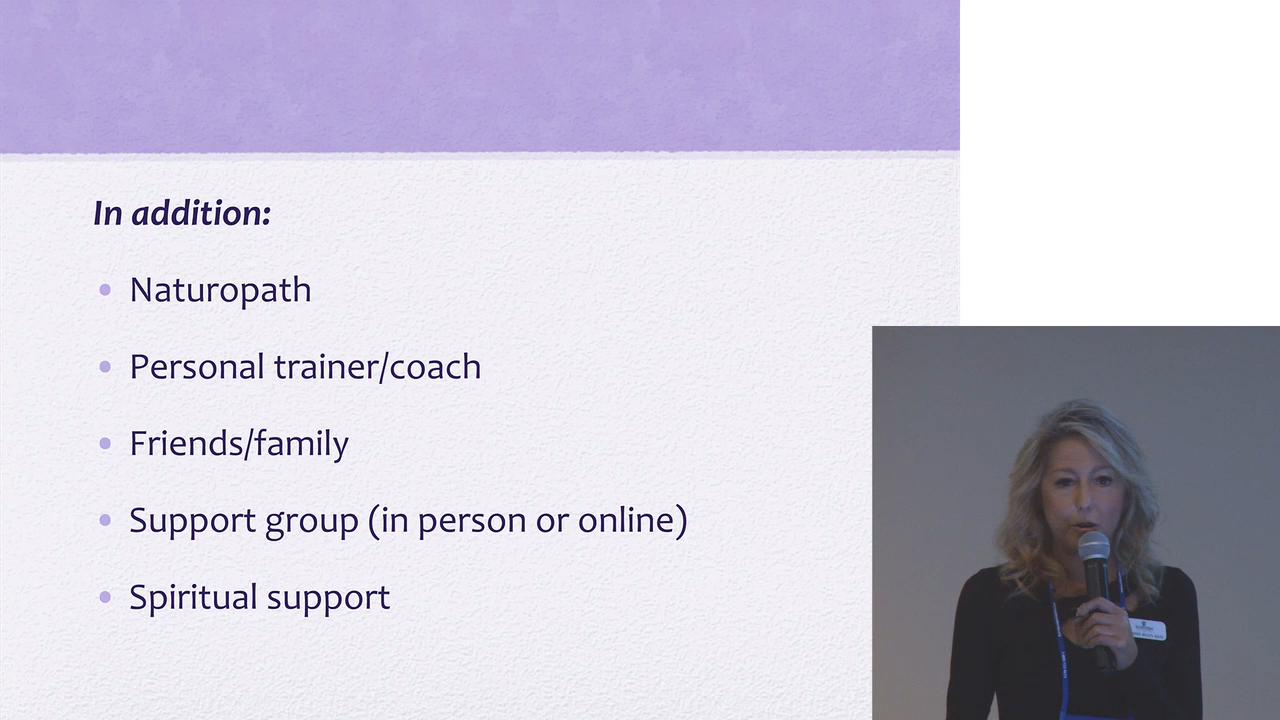 In addition:
• Naturopath
• Personal trainer/coach
• Friends/family
• Support group (in person or online)
• Spiritual support